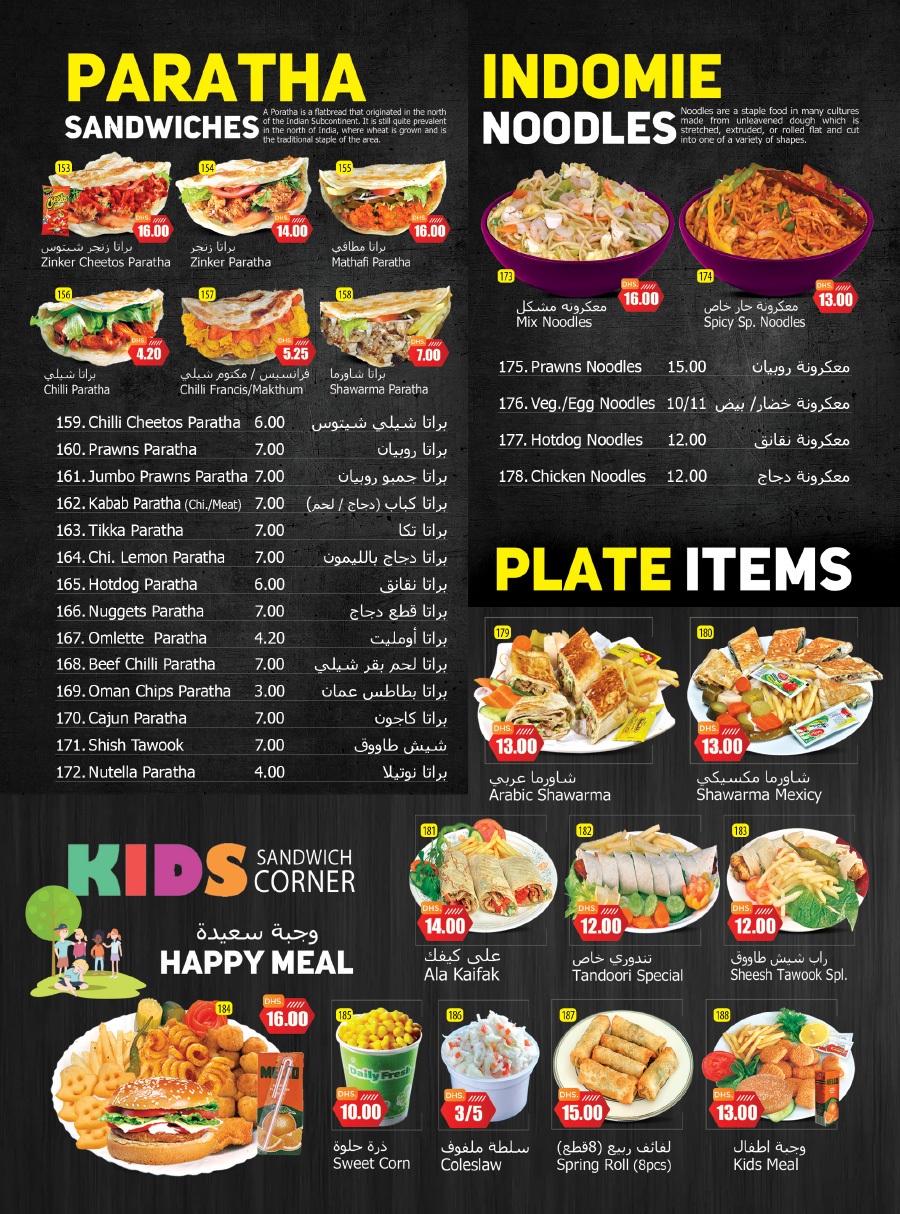 PARATHA
SANDWICHES
A Poratha is a flatbread that originated in the north
of the Indian Subcontinent. It is still quite prevalent
in the north of India, where wheat is grown and is
the traditional staple of the area.
153
DHS.
16.00
براتا زنجر شيتوس
Zinker Cheetos Paratha
154
DHS.
14.00
براتا زنجر
Zinker Paratha
155
DHS.
16.00
براتا مطافي
Mathafi Paratha
156
DHS.
4.20
براتا شيلي
Chilli Paratha
157
DHS.
5.25
فرانسيس / مكتوم شيلي
Chilli Francis/Makthum
158
DHS.
7.00
براتا شاورما
Shawarma Paratha
159. Chilli Cheetos Paratha 6.00 براتا شيلي شيتوس
160. Prawns Paratha 7.00 براتا روبيان
161. Jumbo Prawns Paratha 7.00 براتا جمبو روبيان
162. Kabab Paratha (Chi./Meat) 7.00 براتا كباب (دجاج / لحم)
163. Tikka Paratha 7.00 براتا تكا
164. Chi. Lemon Paratha 7.00 براتا دجاج بالليمون
165. Hotdog Paratha 6.00 براتا نقانق
166. Nuggets Paratha 7.00 براتا قطع دجاج
167. Omlette Paratha 4.20 براتا أومليت
168. Beef Chilli Paratha 7.00 براتا لحم بقر شيلي
169. Oman Chips Paratha 3.00 براتا بطاطس عمان
170. Cajun Paratha 7.00 براتا كاجون
171. Shish Tawook 7.00 شيش طاووق
172. Nutella Paratha 4.00 براتا نوتيلا
INDOMIE
NOODLES
Noodles are a staple food in many cultures
made from unleavened dough which is
stretched, extruded, or rolled flat and cut
into one of a variety of shapes.
173
DHS.
16.00
معكرونه مشكل
Mix Noodles
174
DHS.
13.00
معكرونة حار خاص
Spicy Sp. Noodles
175. Prawns Noodles 15.00 معكرونة روبيان
176. Veg./Egg Noodles 10/11 معكرونة خضار/ بيض
177. Hotdog Noodles 12.00 معكرونة نقانق
178. Chicken Noodles 12.00 معكرونة دجاج
PLATE ITEMS
179
DHS.
13.00
شاورما عربي
Arabic Shawarma
180
DHS.
13.00
شاورما مكسيكي
Shawarma Mexicy
181
DHS.
14.00
على كيفك
Ala Kaifak
182
DHS.
12.00
تندوري خاص
Tandoori Special
183
DHS.
12.00
راب شيش طاووق
Sheesh Tawook Spl.
KIDS
SANDWICH
CORNER
وجبة سعيدة
HAPPY MEAL
184
DHS.
16.00
185
Daily Fresh
DHS.
10.00
ذرة حلوة
Sweet Corn
186
DHS.
3/5
سلطة ملفوف
Coleslaw
187
DHS.
15.00
لفائف ربيع (8قطع)
Spring Roll (8pcs)
188
DHS.
13.00
وجبة اطفال
Kids Meal